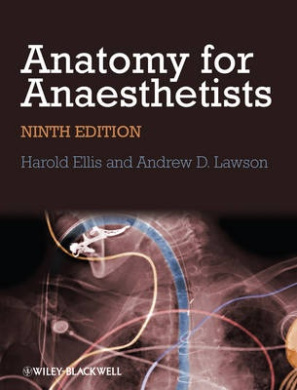 Anatomy for
Anaesthetists
NINTH EDITION
Harold Ellis and Andrew D. Lawson
WILEY-BLACKWELL